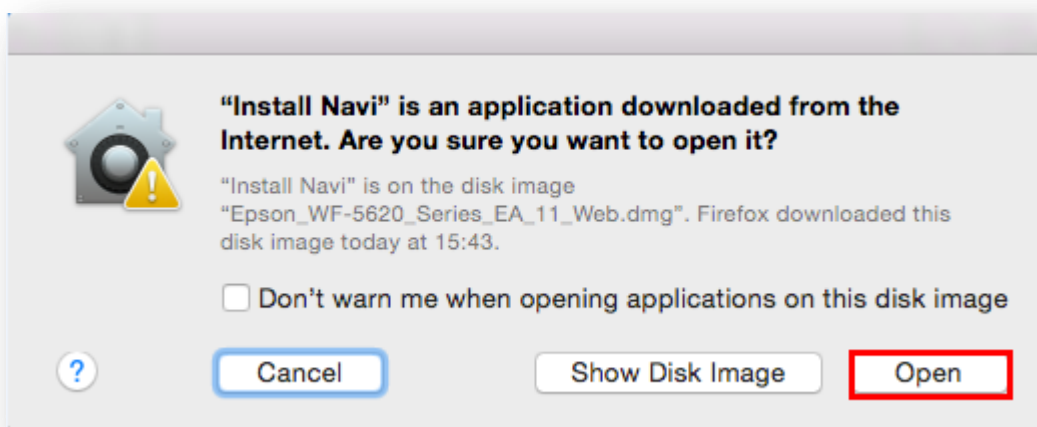 “Install Navi” is an application downloaded from the
Internet. Are you sure you want to open it?
“Install Navi” is on the disk image
“Epson_WF-5620_Series_EA_11_Web.dmg”. Firefox downloaded this
disk image today at 15:43.
Don’t warn me when opening applications on this disk image
?
Cancel
Show Disk Image
Open